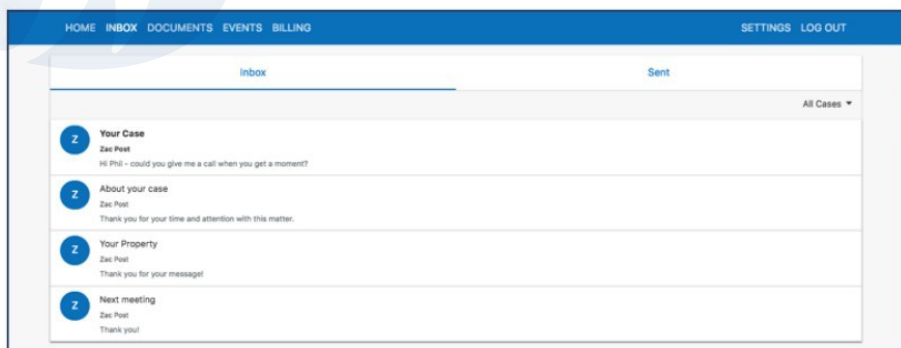 HOME INBOX DOCUMENTS EVENTS BILLING SETTINGS LOG OUT
Inbox Sent
All Cases
Z
Your Case
Zac Post
Hi Phil - could you give me a call when you get a moment?
Z
About your case
Zac Post
Thank you for your time and attention with this matter.
Z
Your Property
Zac Post
Thank you for your message!
Z
Next meeting
Zac Post
Thank you!